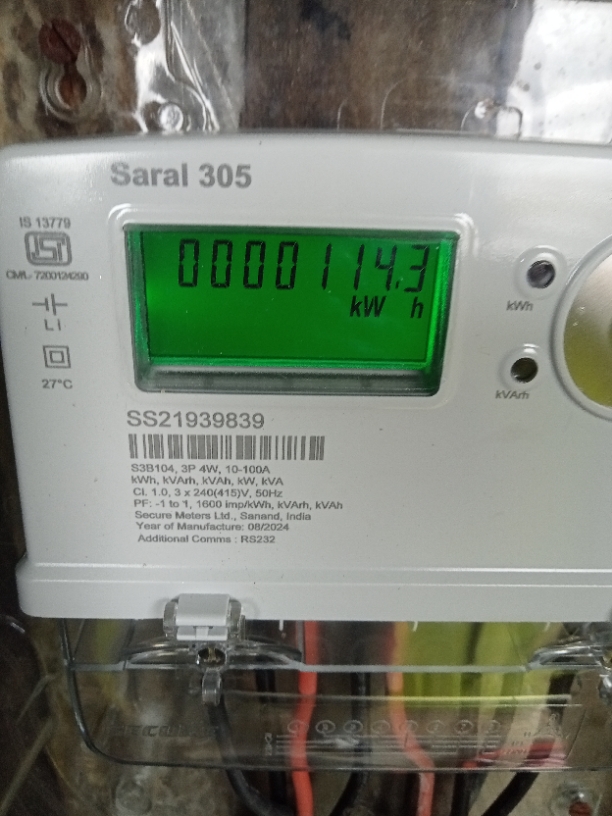 Saral 305
IS 13779
ISI
CM/L- 7200124290
0000114.3
kW h
kWh
L I
27°C
kVArh
SS21939839
S3B104, 3P 4W, 10-100A
kWh, kVArh, kVAh, kW, kVA
Cl. 1.0, 3 x 240(415)V, 50Hz
PF: -1 to 1, 1600 imp/kWh, kVArh, kVAh
Secure Meters Ltd., Sanand, India
Year of Manufacture: 08/2024
Additional Comms : RS232